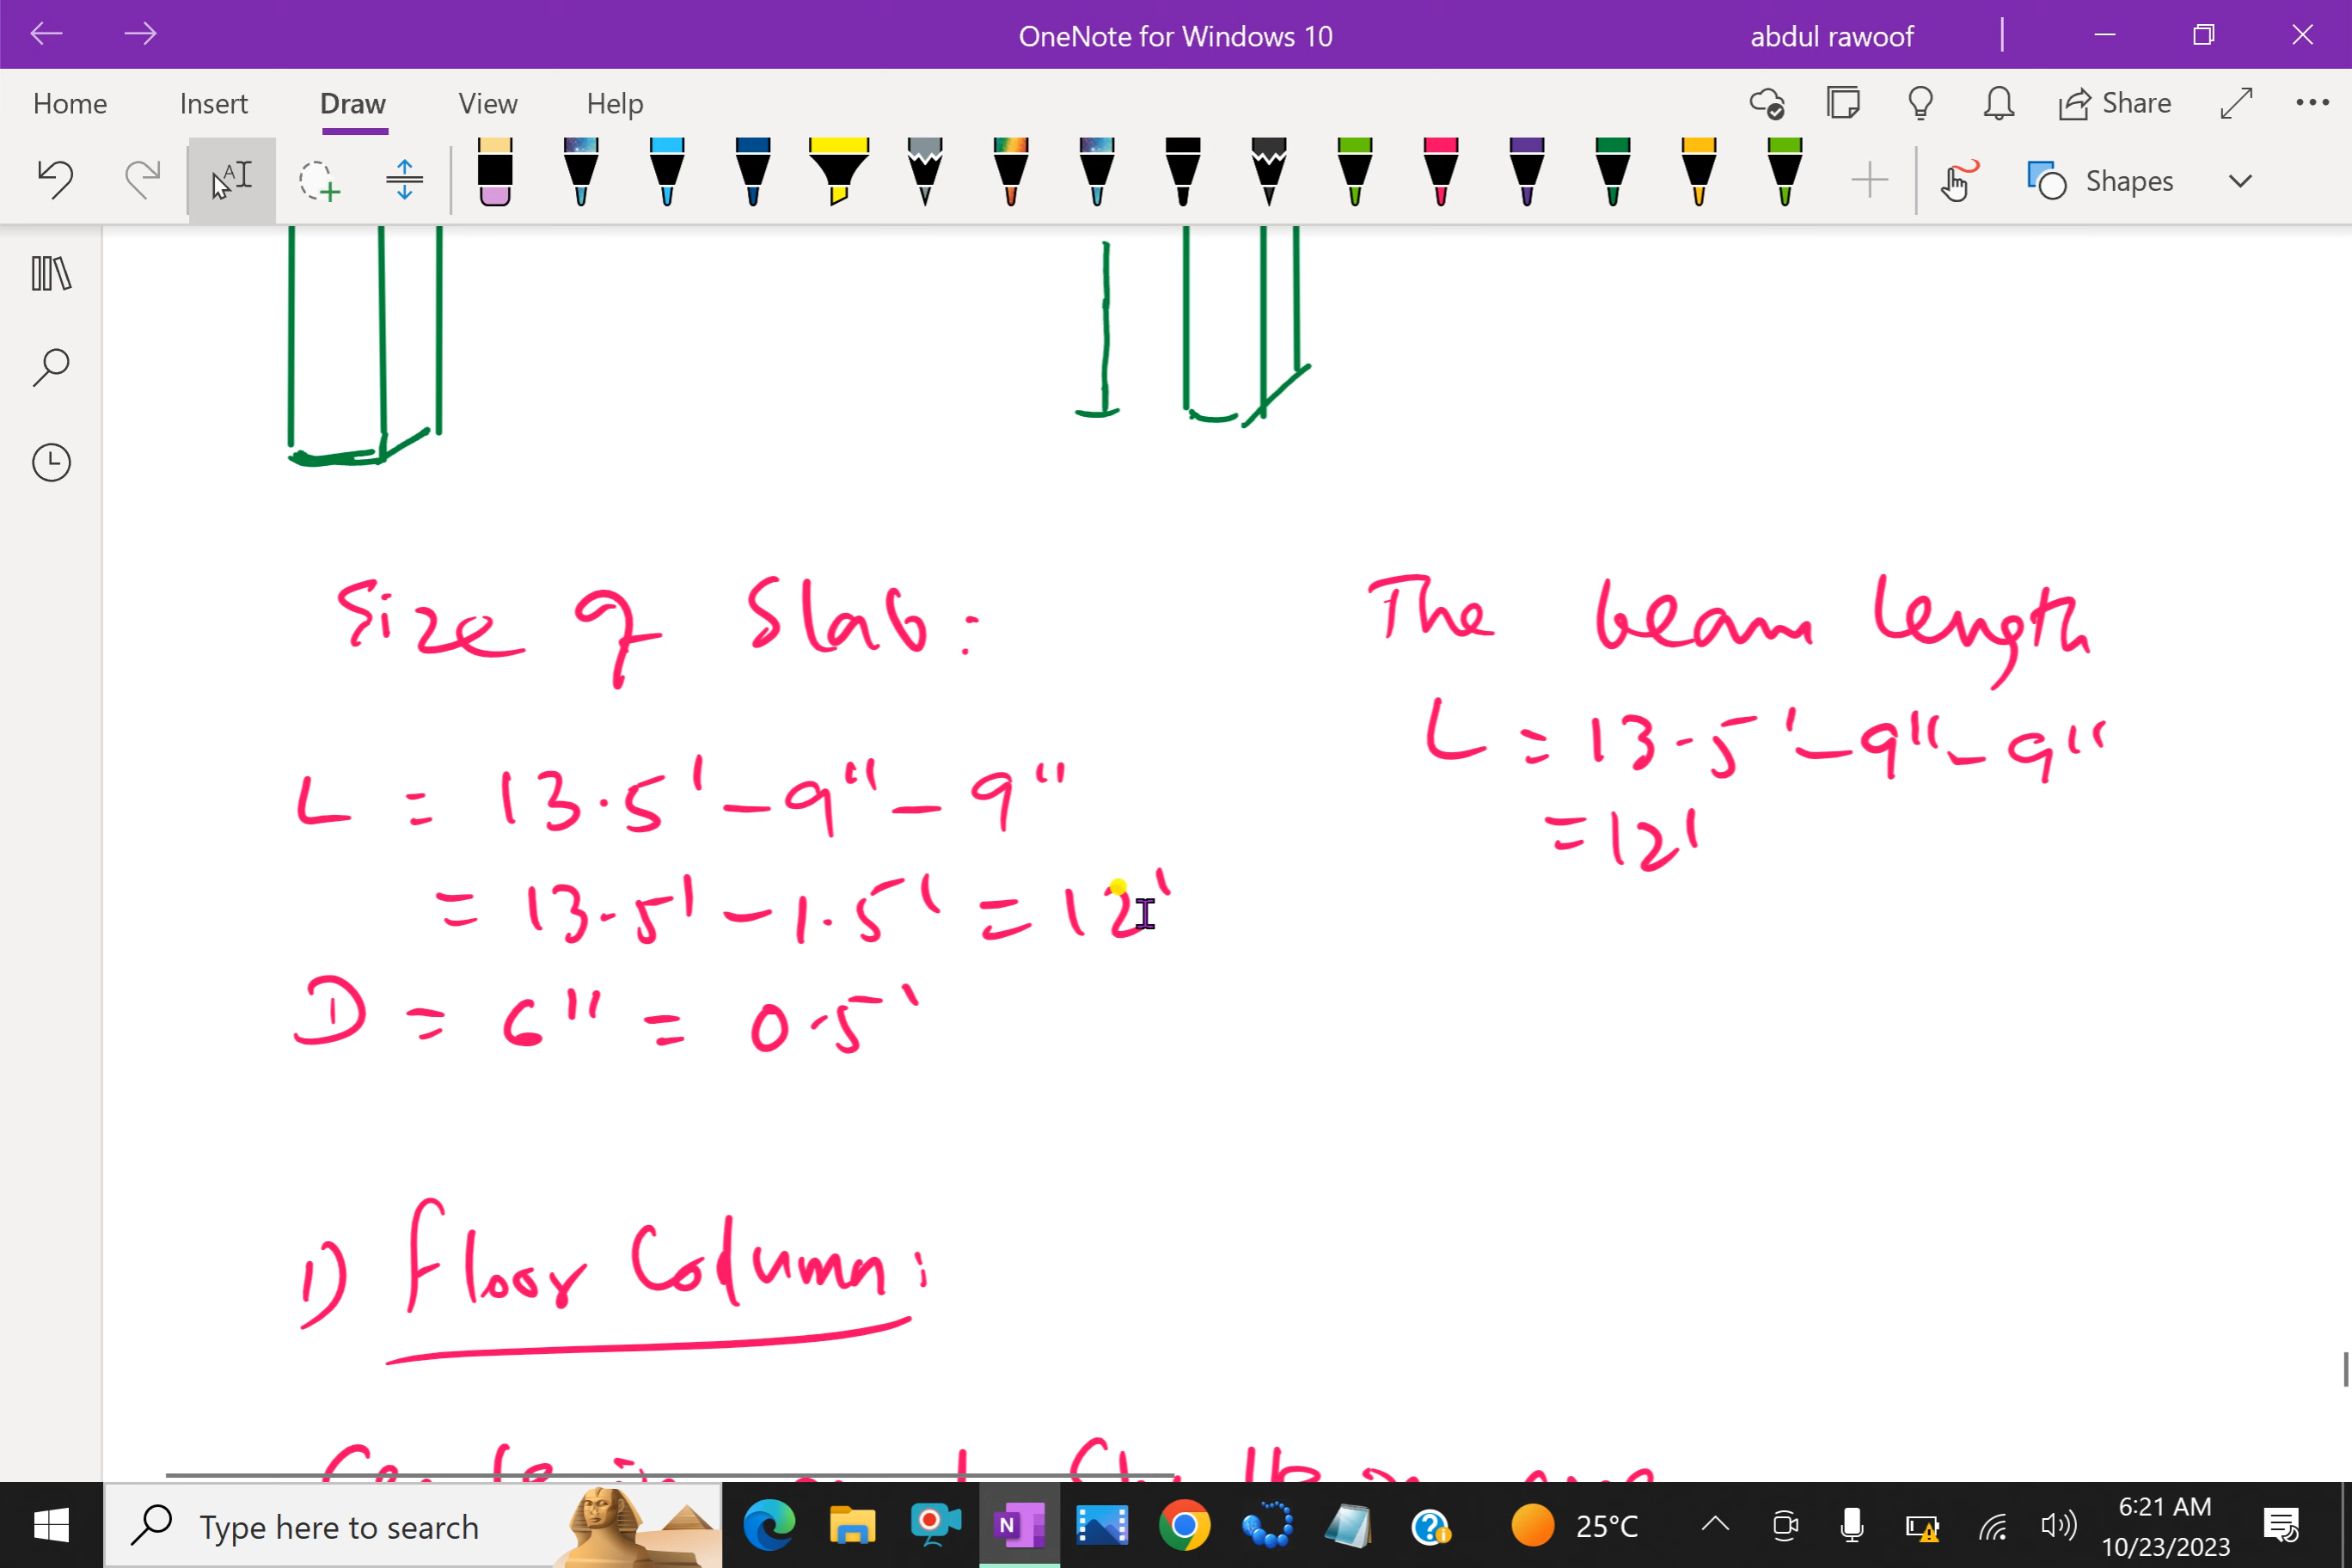 OneNote for Windows 10
abdul rawoof
Home Insert Draw View Help
Share
Shapes
Size of Slab:
L = 13.5' - 9" - 9"
= 13.5' - 1.5' = 12'
D = 6" = 0.5'
The beam length
L = 13.5' - 9" - 9"
= 12'
1) Floor Column:
Type here to search
25°C
6:21 AM
10/23/2023